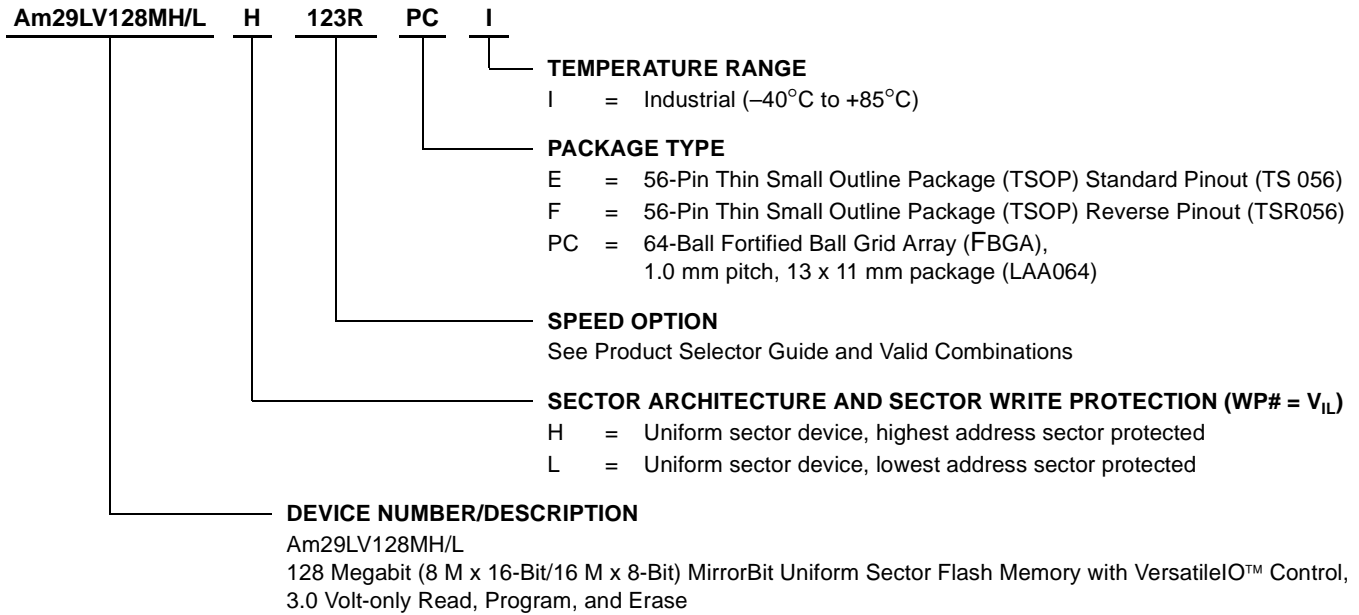 Am29LV128MH/L H 123R PC I
TEMPERATURE RANGE
I = Industrial (–40°C to +85°C)
PACKAGE TYPE
E = 56-Pin Thin Small Outline Package (TSOP) Standard Pinout (TS 056)
F = 56-Pin Thin Small Outline Package (TSOP) Reverse Pinout (TSR056)
PC = 64-Ball Fortified Ball Grid Array (FBGA),
1.0 mm pitch, 13 x 11 mm package (LAA064)
SPEED OPTION
See Product Selector Guide and Valid Combinations
SECTOR ARCHITECTURE AND SECTOR WRITE PROTECTION (WP# = VIL)
H = Uniform sector device, highest address sector protected
L = Uniform sector device, lowest address sector protected
DEVICE NUMBER/DESCRIPTION
Am29LV128MH/L
128 Megabit (8 M x 16-Bit/16 M x 8-Bit) MirrorBit Uniform Sector Flash Memory with VersatileIO™ Control,
3.0 Volt-only Read, Program, and Erase